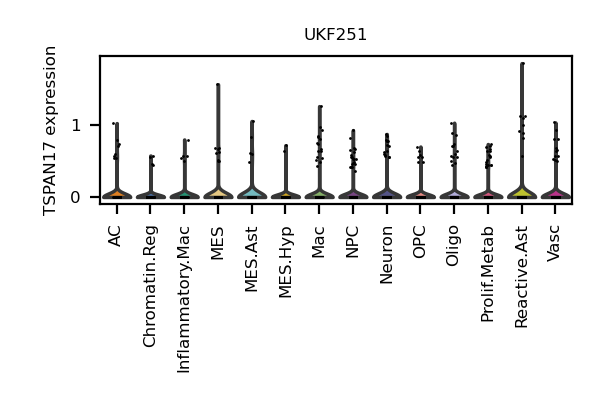 UKF251
TSPAN17 expression
1
0
AC
Chromatin.Reg
Inflammatory.Mac
MES
MES.Ast
MES.Hyp
Mac
NPC
Neuron
OPC
Oligo
Prolif.Metab
Reactive.Ast
Vasc